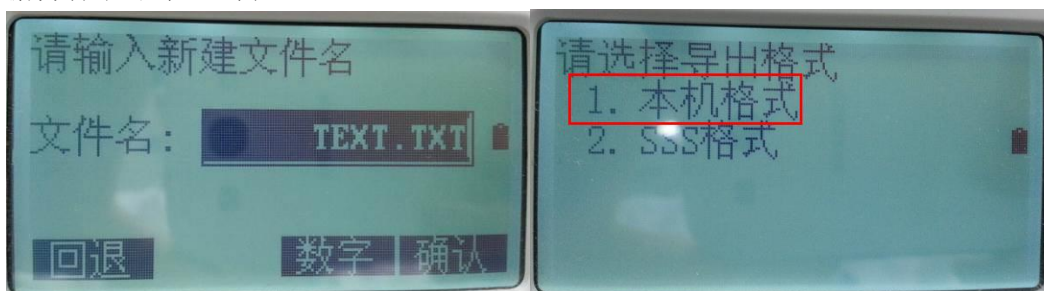 请输入新建文件名
文件名: TEXT.TXT
回退 数字 确认
请选择导出格式
1. 本机格式
2. SSS格式